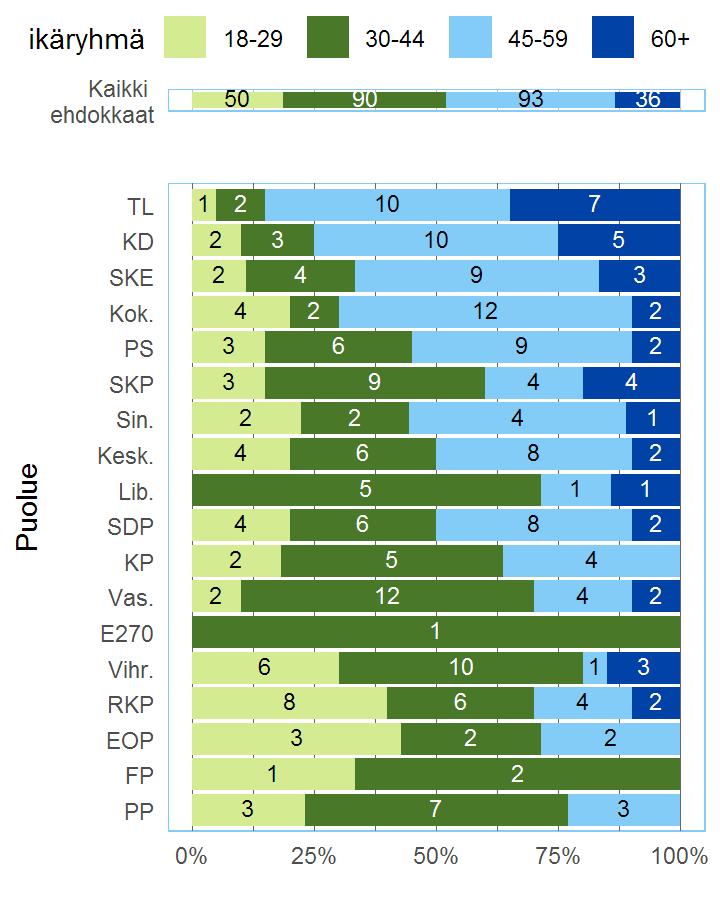 ikäryhmä 18-29 30-44 45-59 60+
Kaikki
ehdokkaat 50 90 93 36
TL 1 2 10 7
KD 2 3 10 5
SKE 2 4 9 3
Kok. 4 2 12 2
PS 3 6 9 2
SKP 3 9 4 4
Sin. 2 2 4 1
Kesk. 4 6 8 2
Lib. 5 1 1
SDP 4 6 8 2
KP 2 5 4
Vas. 2 12 4 2
E270 1
Vihr. 6 10 1 3
RKP 8 6 4 2
EOP 3 2 2
FP 1 2
PP 3 7 3
Puolue
0% 25% 50% 75% 100%